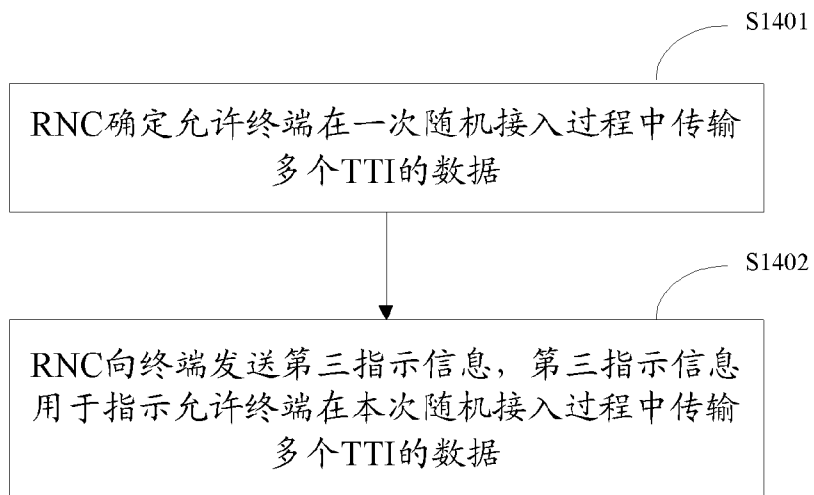 S1401
RNC确定允许终端在一次随机接入过程中传输
多个TTI的数据
S1402
RNC向终端发送第三指示信息，第三指示信息
用于指示允许终端在本次随机接入过程中传输
多个TTI的数据